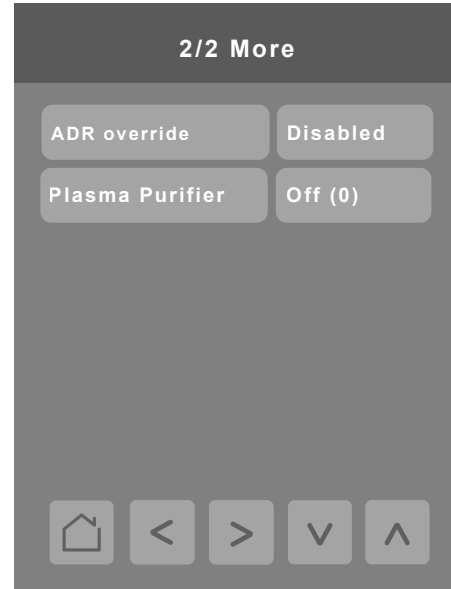 2/2 More
ADR override Disabled
Plasma Purifier Off (0)
< > v ʌ